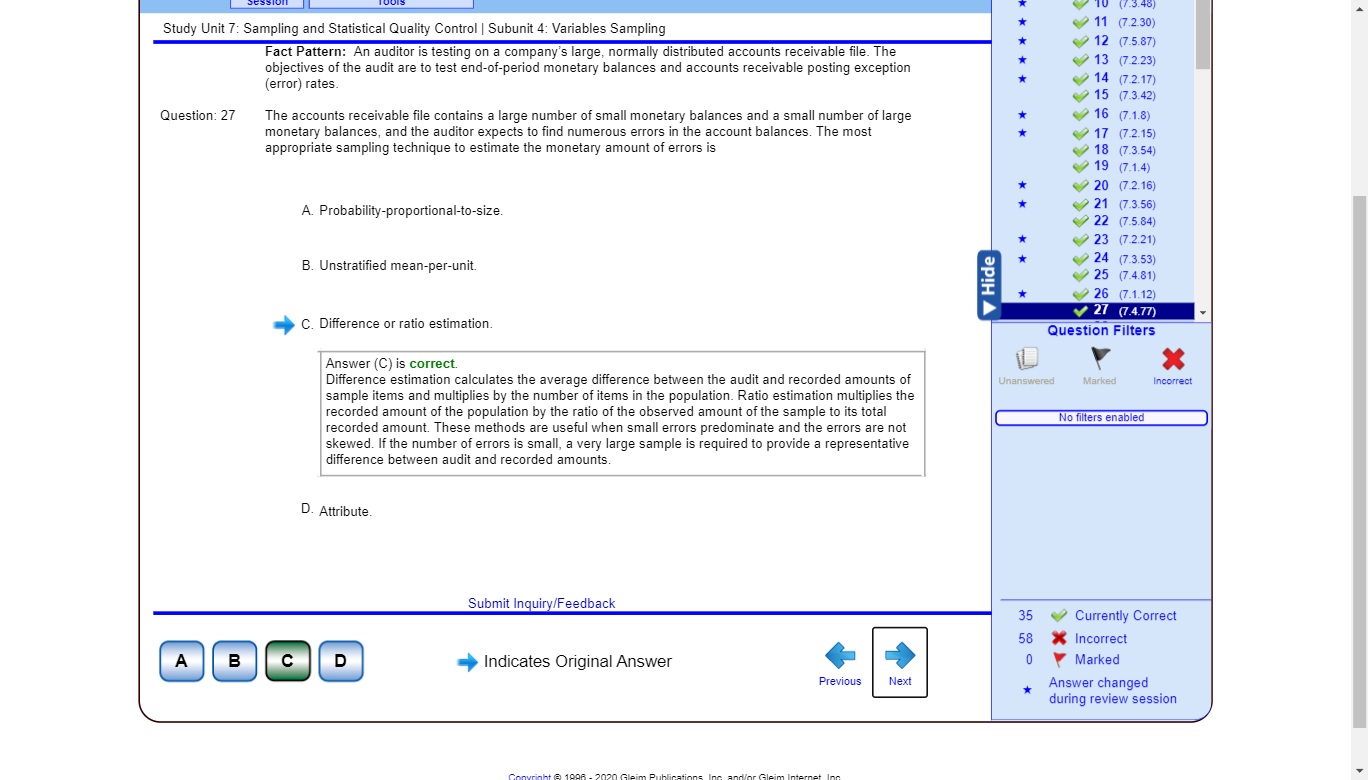 Session
Tools
Study Unit 7: Sampling and Statistical Quality Control | Subunit 4: Variables Sampling
Fact Pattern: An auditor is testing on a company's large, normally distributed accounts receivable file. The
objectives of the audit are to test end-of-period monetary balances and accounts receivable posting exception
(error) rates.
Question: 27
The accounts receivable file contains a large number of small monetary balances and a small number of large
monetary balances, and the auditor expects to find numerous errors in the account balances. The most
appropriate sampling technique to estimate the monetary amount of errors is
A. Probability-proportional-to-size.
B. Unstratified mean-per-unit.
C. Difference or ratio estimation.
Answer (C) is correct.
Difference estimation calculates the average difference between the audit and recorded amounts of
sample items and multiplies by the number of items in the population. Ratio estimation multiplies the
recorded amount of the population by the ratio of the observed amount of the sample to its total
recorded amount. These methods are useful when small errors predominate and the errors are not
skewed. If the number of errors is small, a very large sample is required to provide a representative
difference between audit and recorded amounts.
D. Attribute.
Submit Inquiry/Feedback
A B C D
Indicates Original Answer
Previous
Next
10 (7.3.48)
★ 11 (7.2.30)
★ 12 (7.5.87)
★ 13 (7.2.23)
★ 14 (7.2.17)
15 (7.3.42)
★ 16 (7.1.8)
★ 17 (7.2.15)
18 (7.3.54)
19 (7.1.4)
★ 20 (7.2.16)
★ 21 (7.3.56)
22 (7.5.84)
★ 23 (7.2.21)
★ 24 (7.3.53)
25 (7.4.81)
★ 26 (7.1.12)
27 (7.4.77)
Hide
Question Filters
Unanswered
Marked
Incorrect
No filters enabled
35 Currently Correct
58 Incorrect
0 Marked
★ Answer changed
during review session
Copyright © 1996 - 2020 Gleim Publications, Inc. and/or Gleim Internet, Inc.